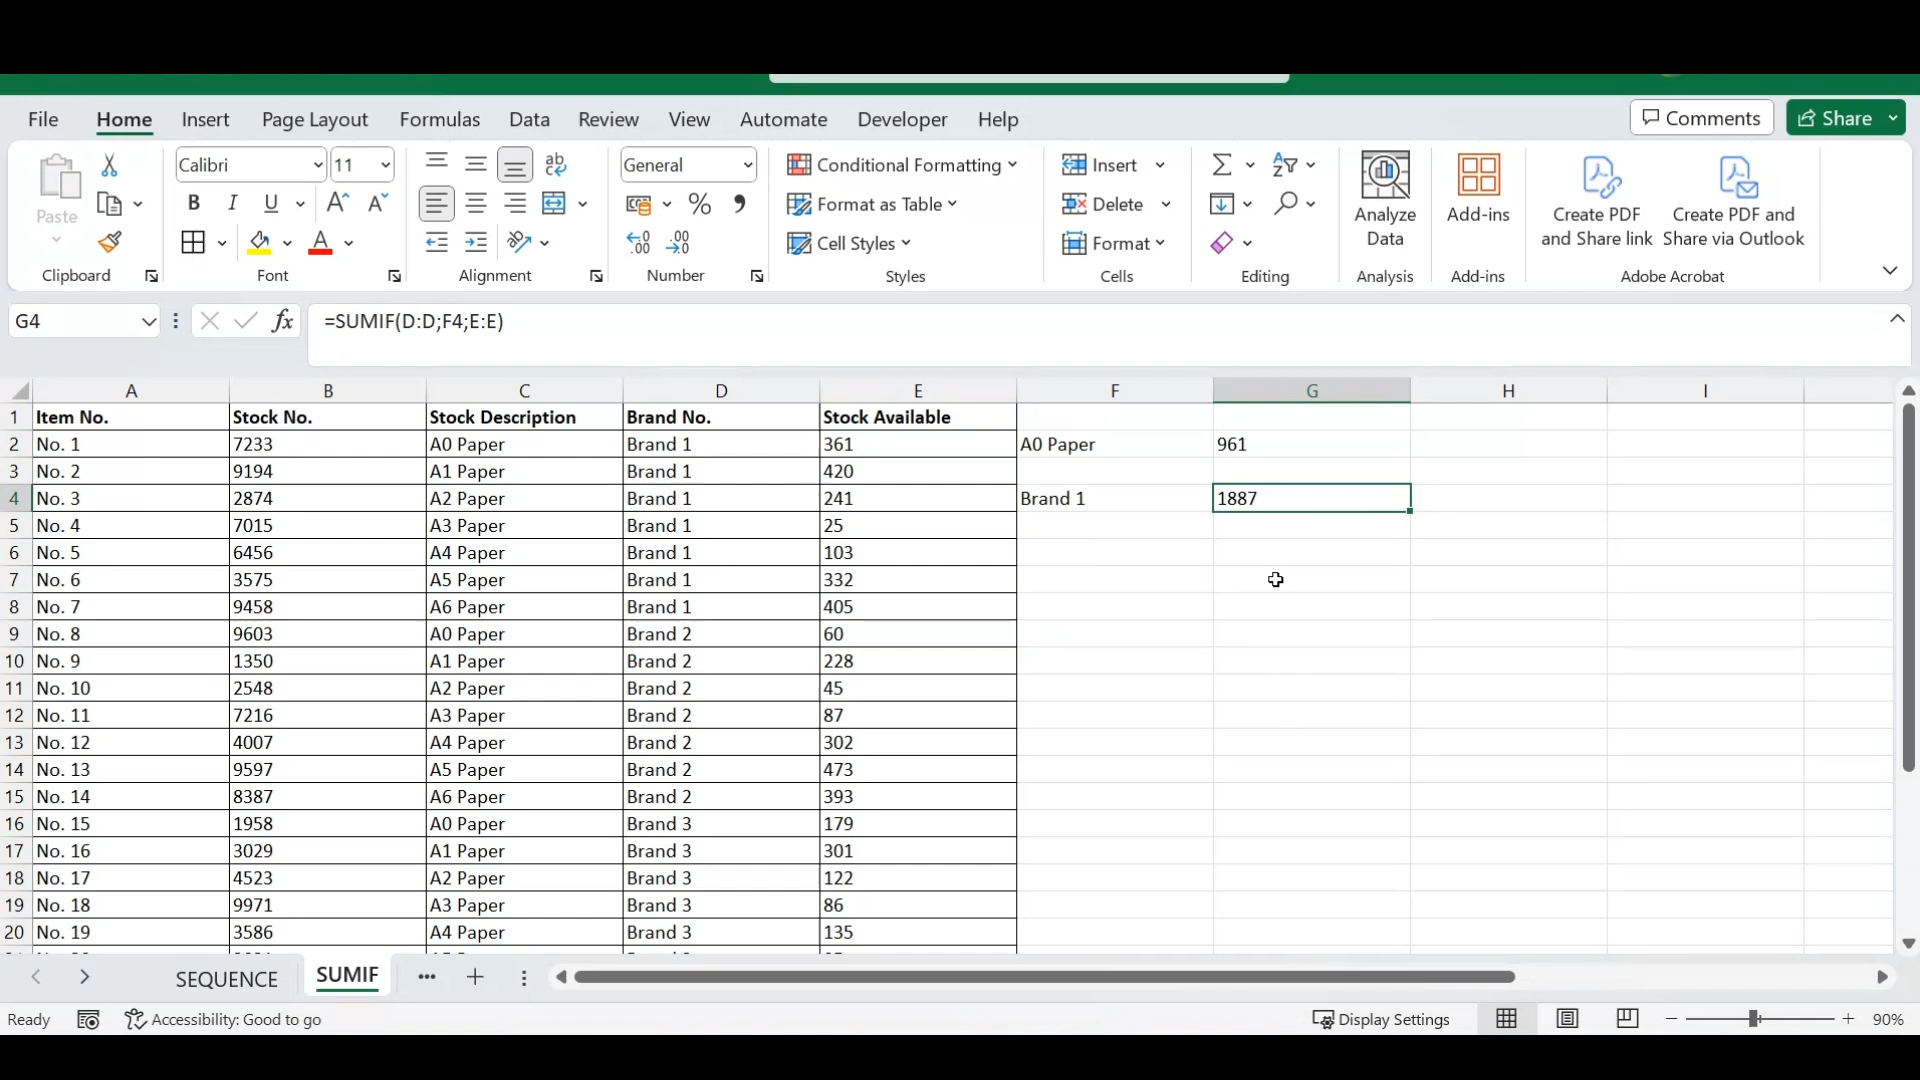 File Home Insert Page Layout Formulas Data Review View Automate Developer Help Comments Share
Paste Calibri 11 General Conditional Formatting Insert
B I U Format as Table Delete Analyze Data Add-ins Create PDF and Share link Create PDF and Share via Outlook
Cell Styles Format
Clipboard Font Alignment Number Styles Cells Editing Analysis Add-ins Adobe Acrobat
G4 fx =SUMIF(D:D;F4;E:E)
A B C D E F G H I
1 Item No. Stock No. Stock Description Brand No. Stock Available
2 No. 1 7233 A0 Paper Brand 1 361 A0 Paper 961
3 No. 2 9194 A1 Paper Brand 1 420
4 No. 3 2874 A2 Paper Brand 1 241 Brand 1 1887
5 No. 4 7015 A3 Paper Brand 1 25
6 No. 5 6456 A4 Paper Brand 1 103
7 No. 6 3575 A5 Paper Brand 1 332
8 No. 7 9458 A6 Paper Brand 1 405
9 No. 8 9603 A0 Paper Brand 2 60
10 No. 9 1350 A1 Paper Brand 2 228
11 No. 10 2548 A2 Paper Brand 2 45
12 No. 11 7216 A3 Paper Brand 2 87
13 No. 12 4007 A4 Paper Brand 2 302
14 No. 13 9597 A5 Paper Brand 2 473
15 No. 14 8387 A6 Paper Brand 2 393
16 No. 15 1958 A0 Paper Brand 3 179
17 No. 16 3029 A1 Paper Brand 3 301
18 No. 17 4523 A2 Paper Brand 3 122
19 No. 18 9971 A3 Paper Brand 3 86
20 No. 19 3586 A4 Paper Brand 3 135
SEQUENCE SUMIF
Ready Accessibility: Good to go Display Settings 90%